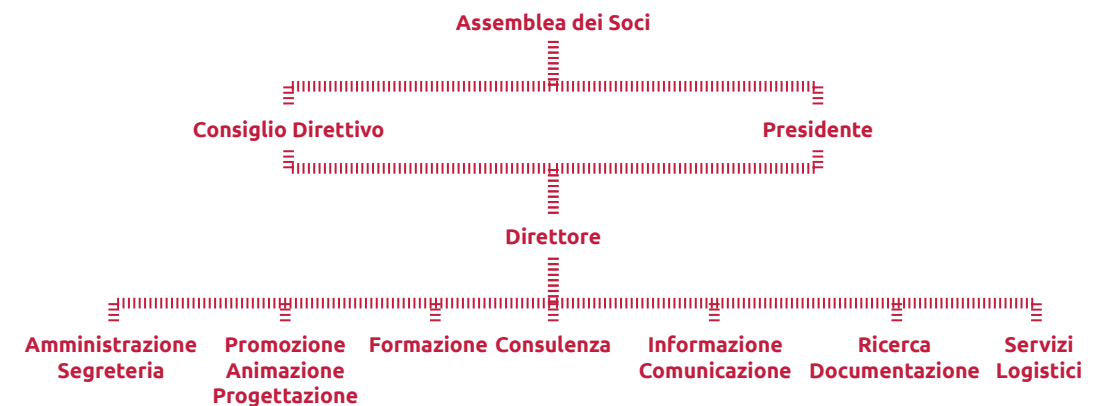 Assemblea dei Soci
Consiglio Direttivo
Presidente
Direttore
Amministrazione
Segreteria
Promozione
Animazione
Progettazione
Formazione
Consulenza
Informazione
Comunicazione
Ricerca
Documentazione
Servizi
Logistici